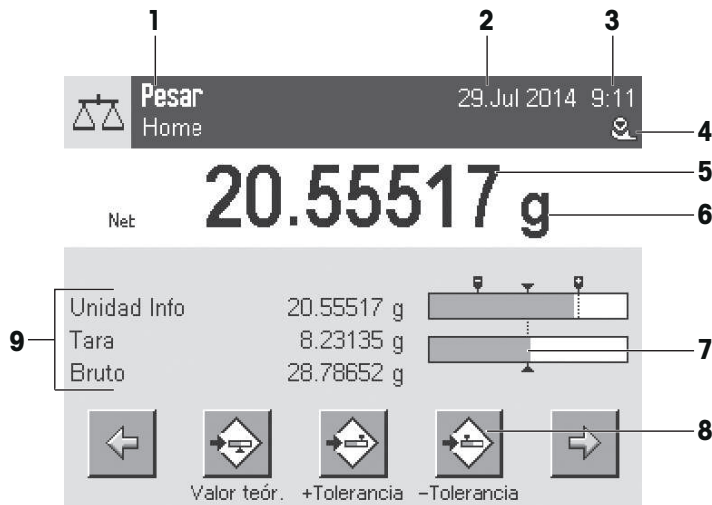 1 2 3
Pesar 29.Jul 2014 9:11
Home
4
5
Net 20.55517 g
6
Unidad Info 20.55517 g
9 Tara 8.23135 g 7
Bruto 28.78652 g
8
Valor teór. +Tolerancia −Tolerancia